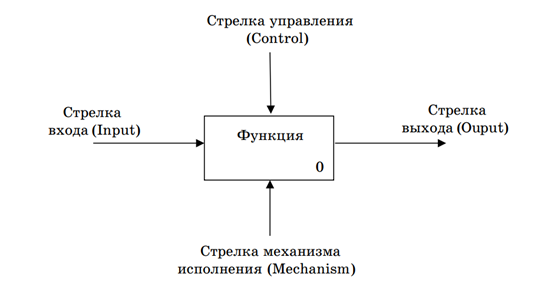 Стрелка управления
(Control)
Стрелка
входа (Input)
Функция
0
Стрелка
выхода (Ouput)
Стрелка механизма
исполнения (Mechanism)